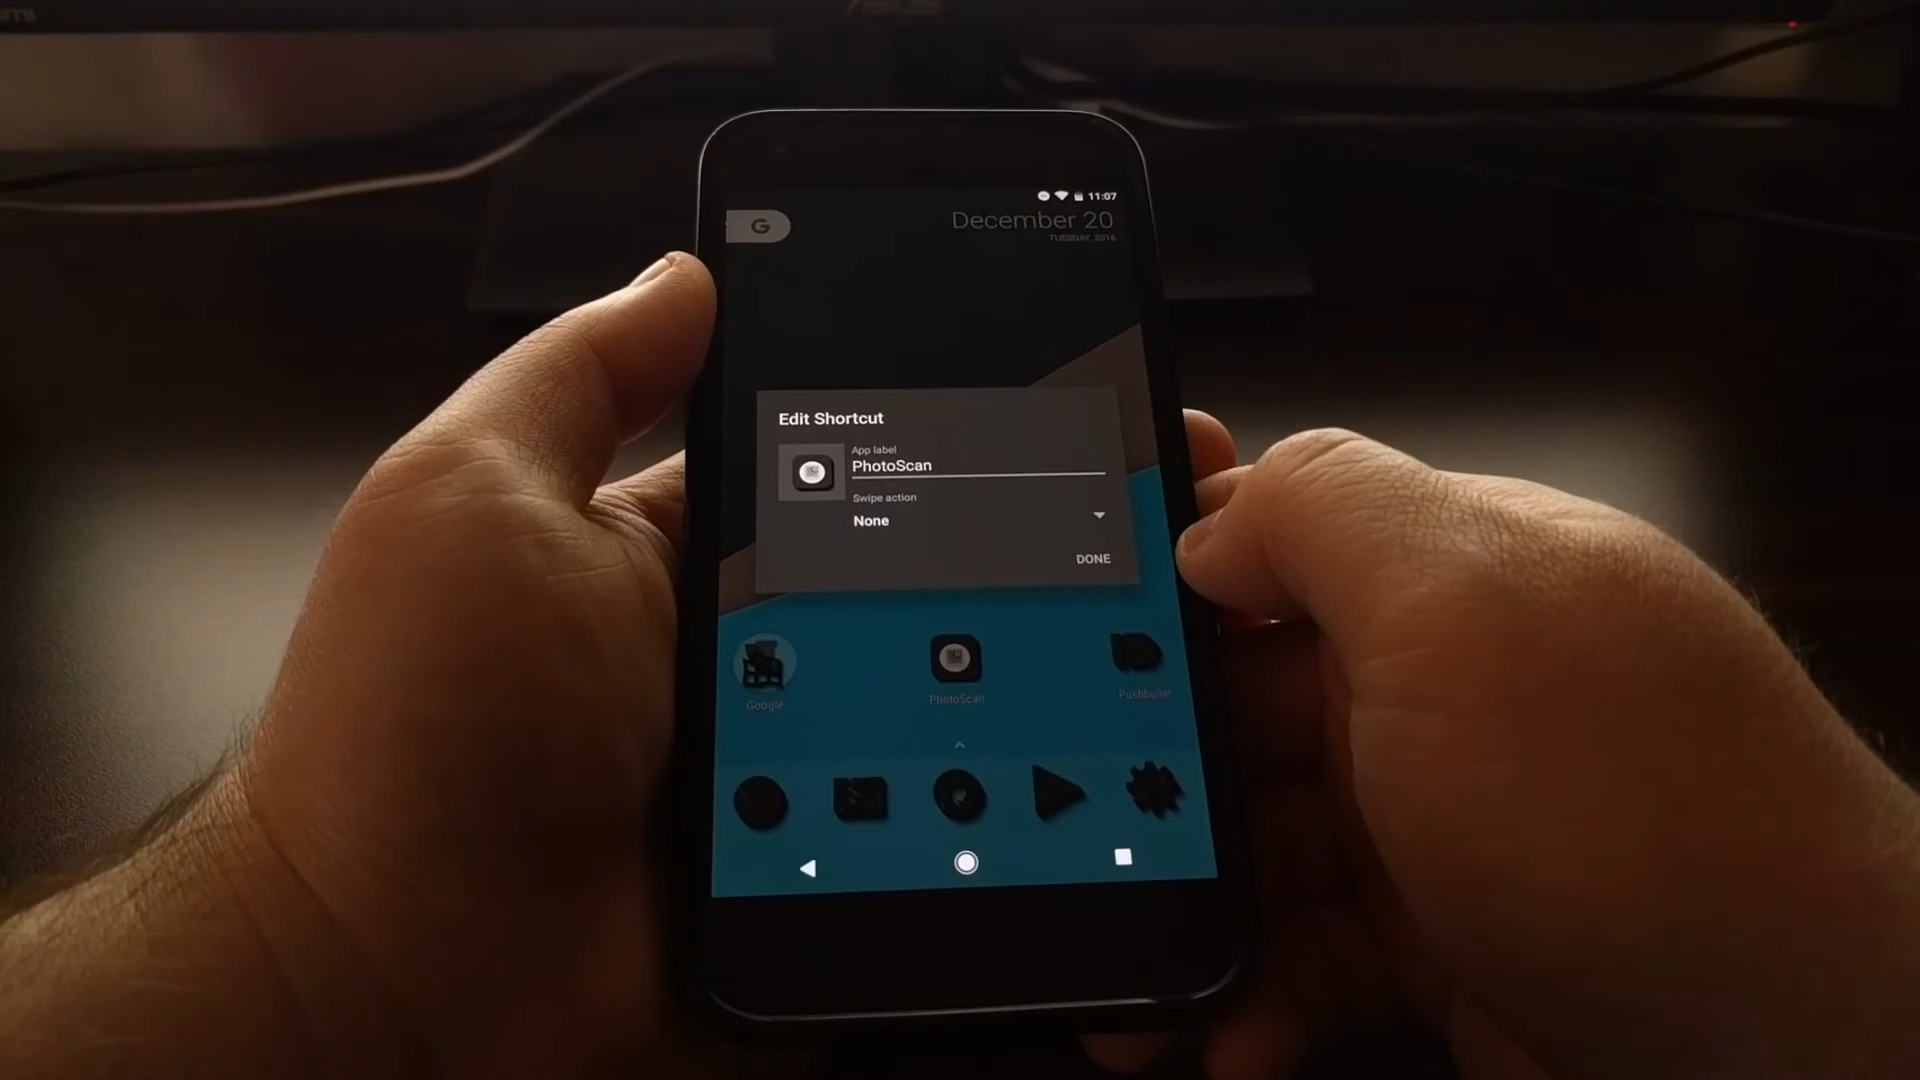 11:07
G
December 20
TUESDAY, 2016
Edit Shortcut
App label
PhotoScan
Swipe action
None
DONE
Google
PhotoScan
Pushbullet